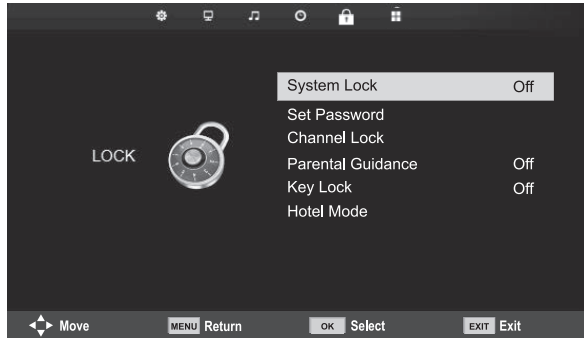 System Lock Off
Set Password
Channel Lock
LOCK
Parental Guidance Off
Key Lock Off
Hotel Mode
Move MENU Return OK Select EXIT Exit